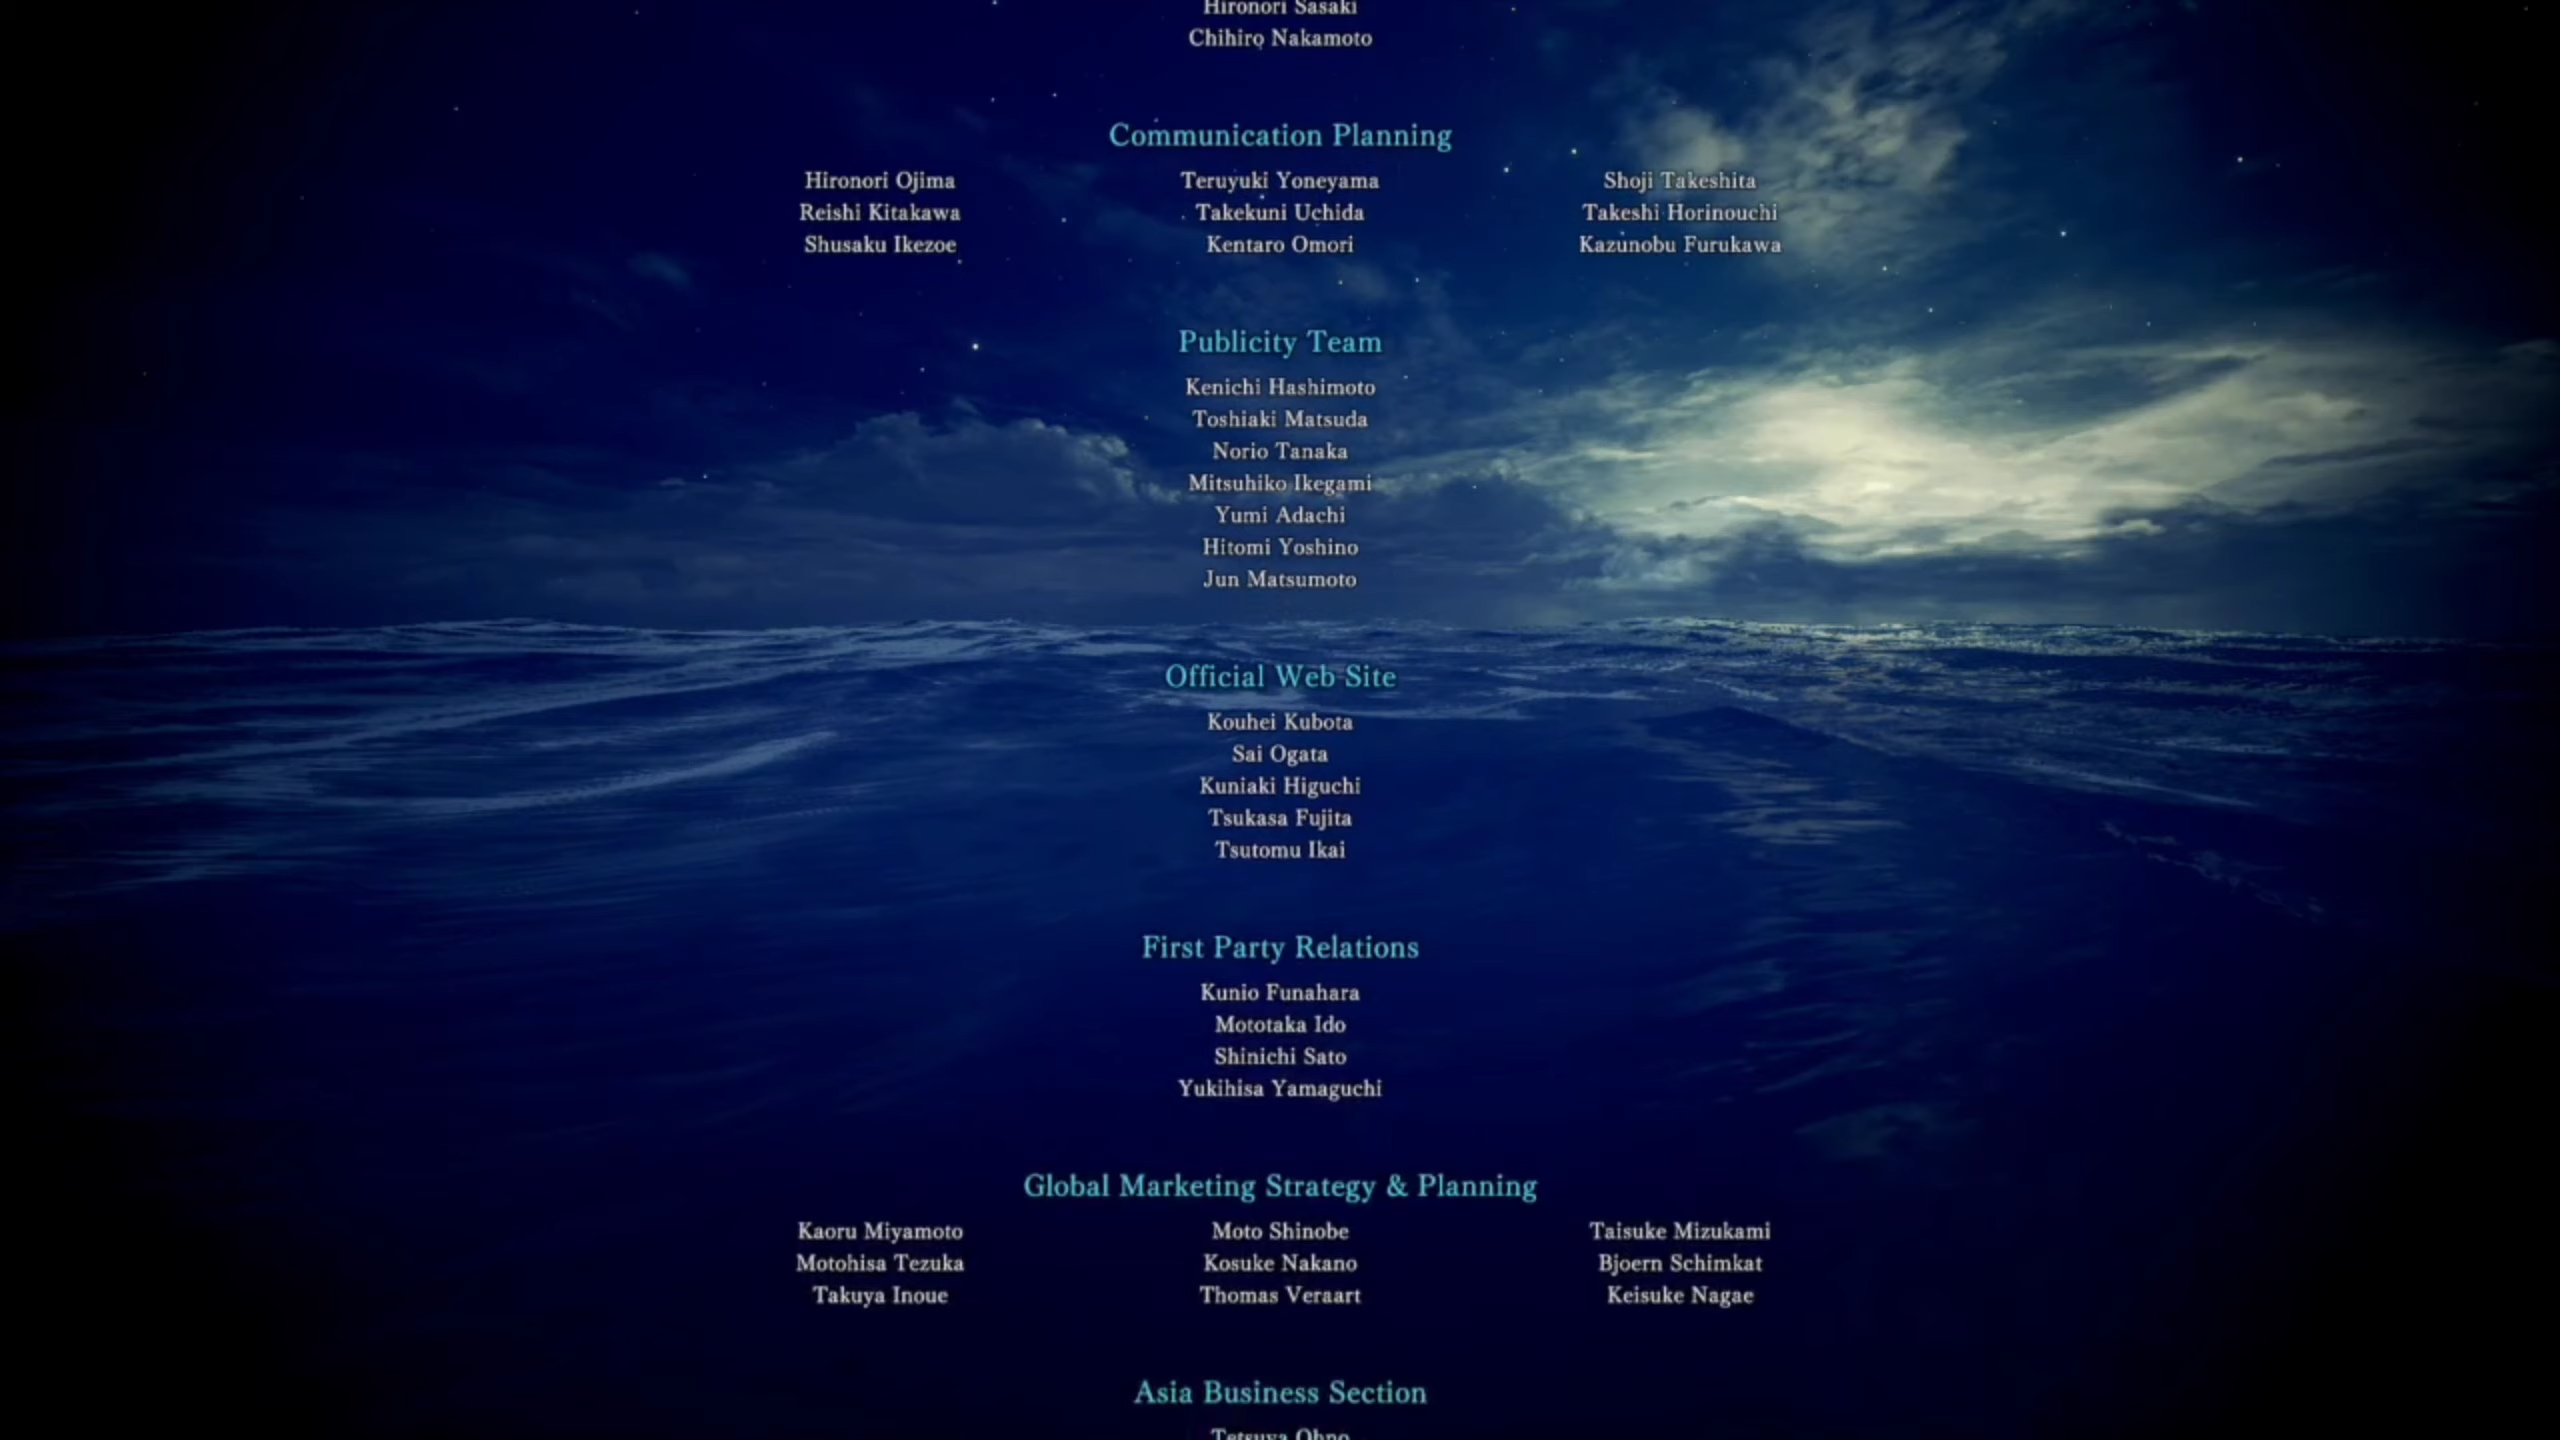 Hironori Sasaki
Chihiro Nakamoto
Communication Planning
Hironori Ojima Teruyuki Yoneyama Shoji Takeshita
Reishi Kitakawa Takekuni Uchida Takeshi Horinouchi
Shusaku Ikezoe Kentaro Omori Kazunobu Furukawa
Publicity Team
Kenichi Hashimoto
Toshiaki Matsuda
Norio Tanaka
Mitsuhiko Ikegami
Yumi Adachi
Hitomi Yoshino
Jun Matsumoto
Official Web Site
Kouhei Kubota
Sai Ogata
Kuniaki Higuchi
Tsukasa Fujita
Tsutomu Ikai
First Party Relations
Kunio Funahara
Mototaka Ido
Shinichi Sato
Yukihisa Yamaguchi
Global Marketing Strategy & Planning
Kaoru Miyamoto Moto Shinobe Taisuke Mizukami
Motohisa Tezuka Kosuke Nakano Bjoern Schimkat
Takuya Inoue Thomas Veraart Keisuke Nagae
Asia Business Section
Tetsuya Ohno